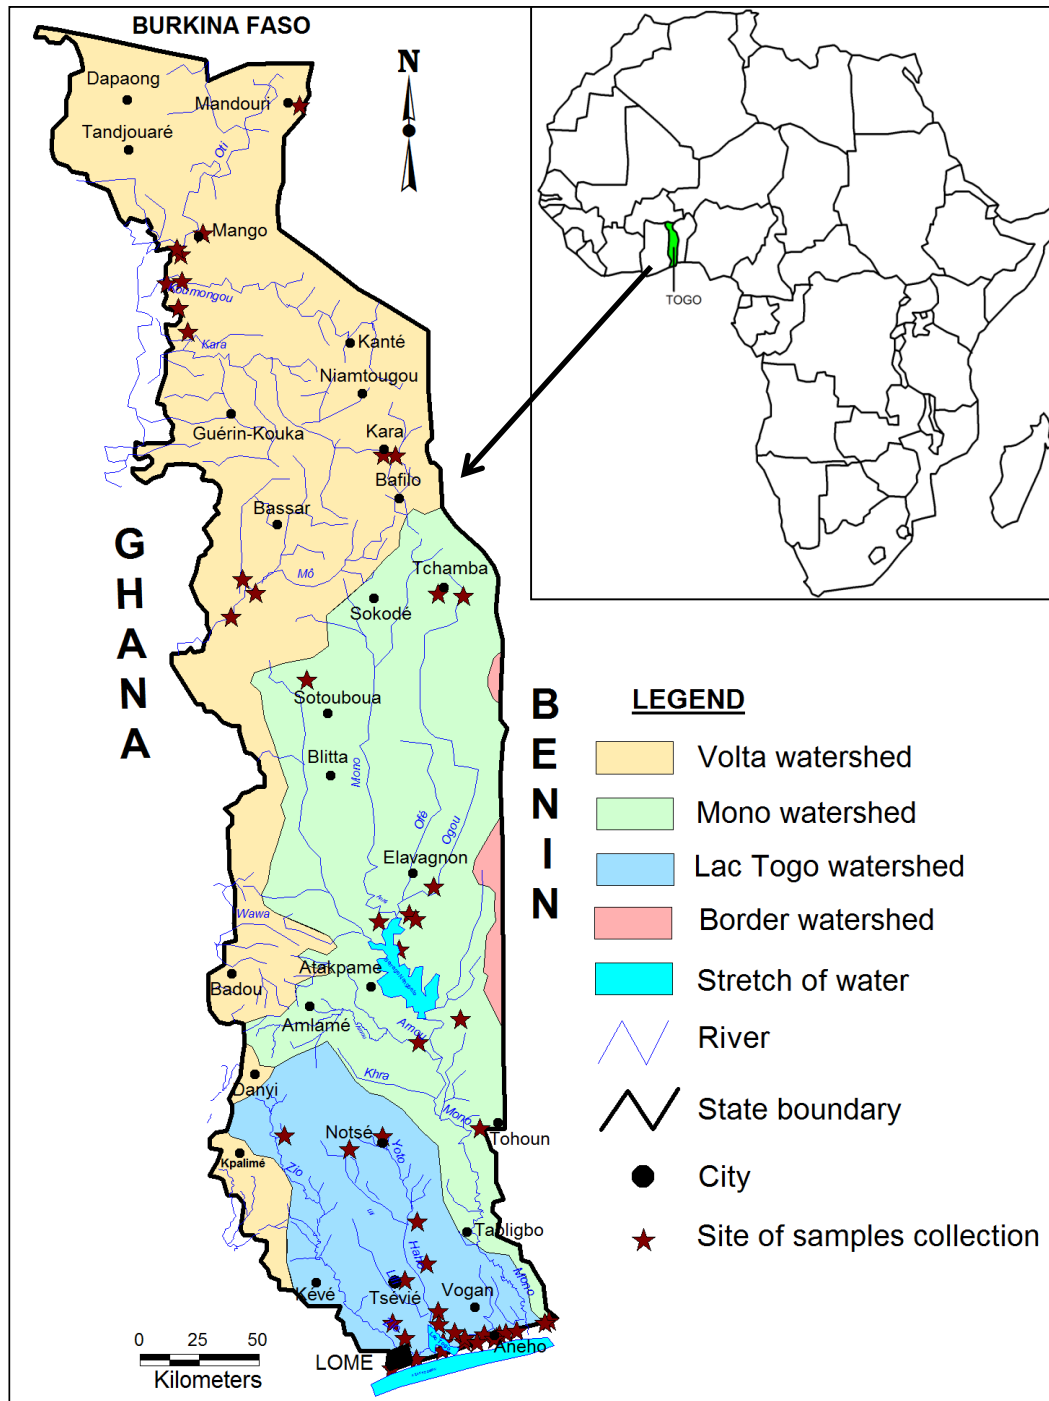 BURKINA FASO
N
Dapaong
Mandouri
Tandjouaré
Oti
Mango
Koumongou
Kara
Kanté
Niamtougou
Guérin-Kouka
Kara
Bafilo
Bassar
GHANA
Mô
Tchamba
Sokodé
Sotouboua
Blitta
Mono
Ofé
Ogou
Elavagnon
BENIN
Wawa
Badou
Atakpamé
Amlamé
Amou
Khra
Danyi
Mono
Tohoun
Notsé
Yoto
Kpalimé
Zio
Tabligbo
Haho
Mono
Kévé
Tsévié
Vogan
Aného
LOME
0 25 50
Kilometers
TOGO
LEGEND
Volta watershed
Mono watershed
Lac Togo watershed
Border watershed
Stretch of water
River
State boundary
City
Site of samples collection